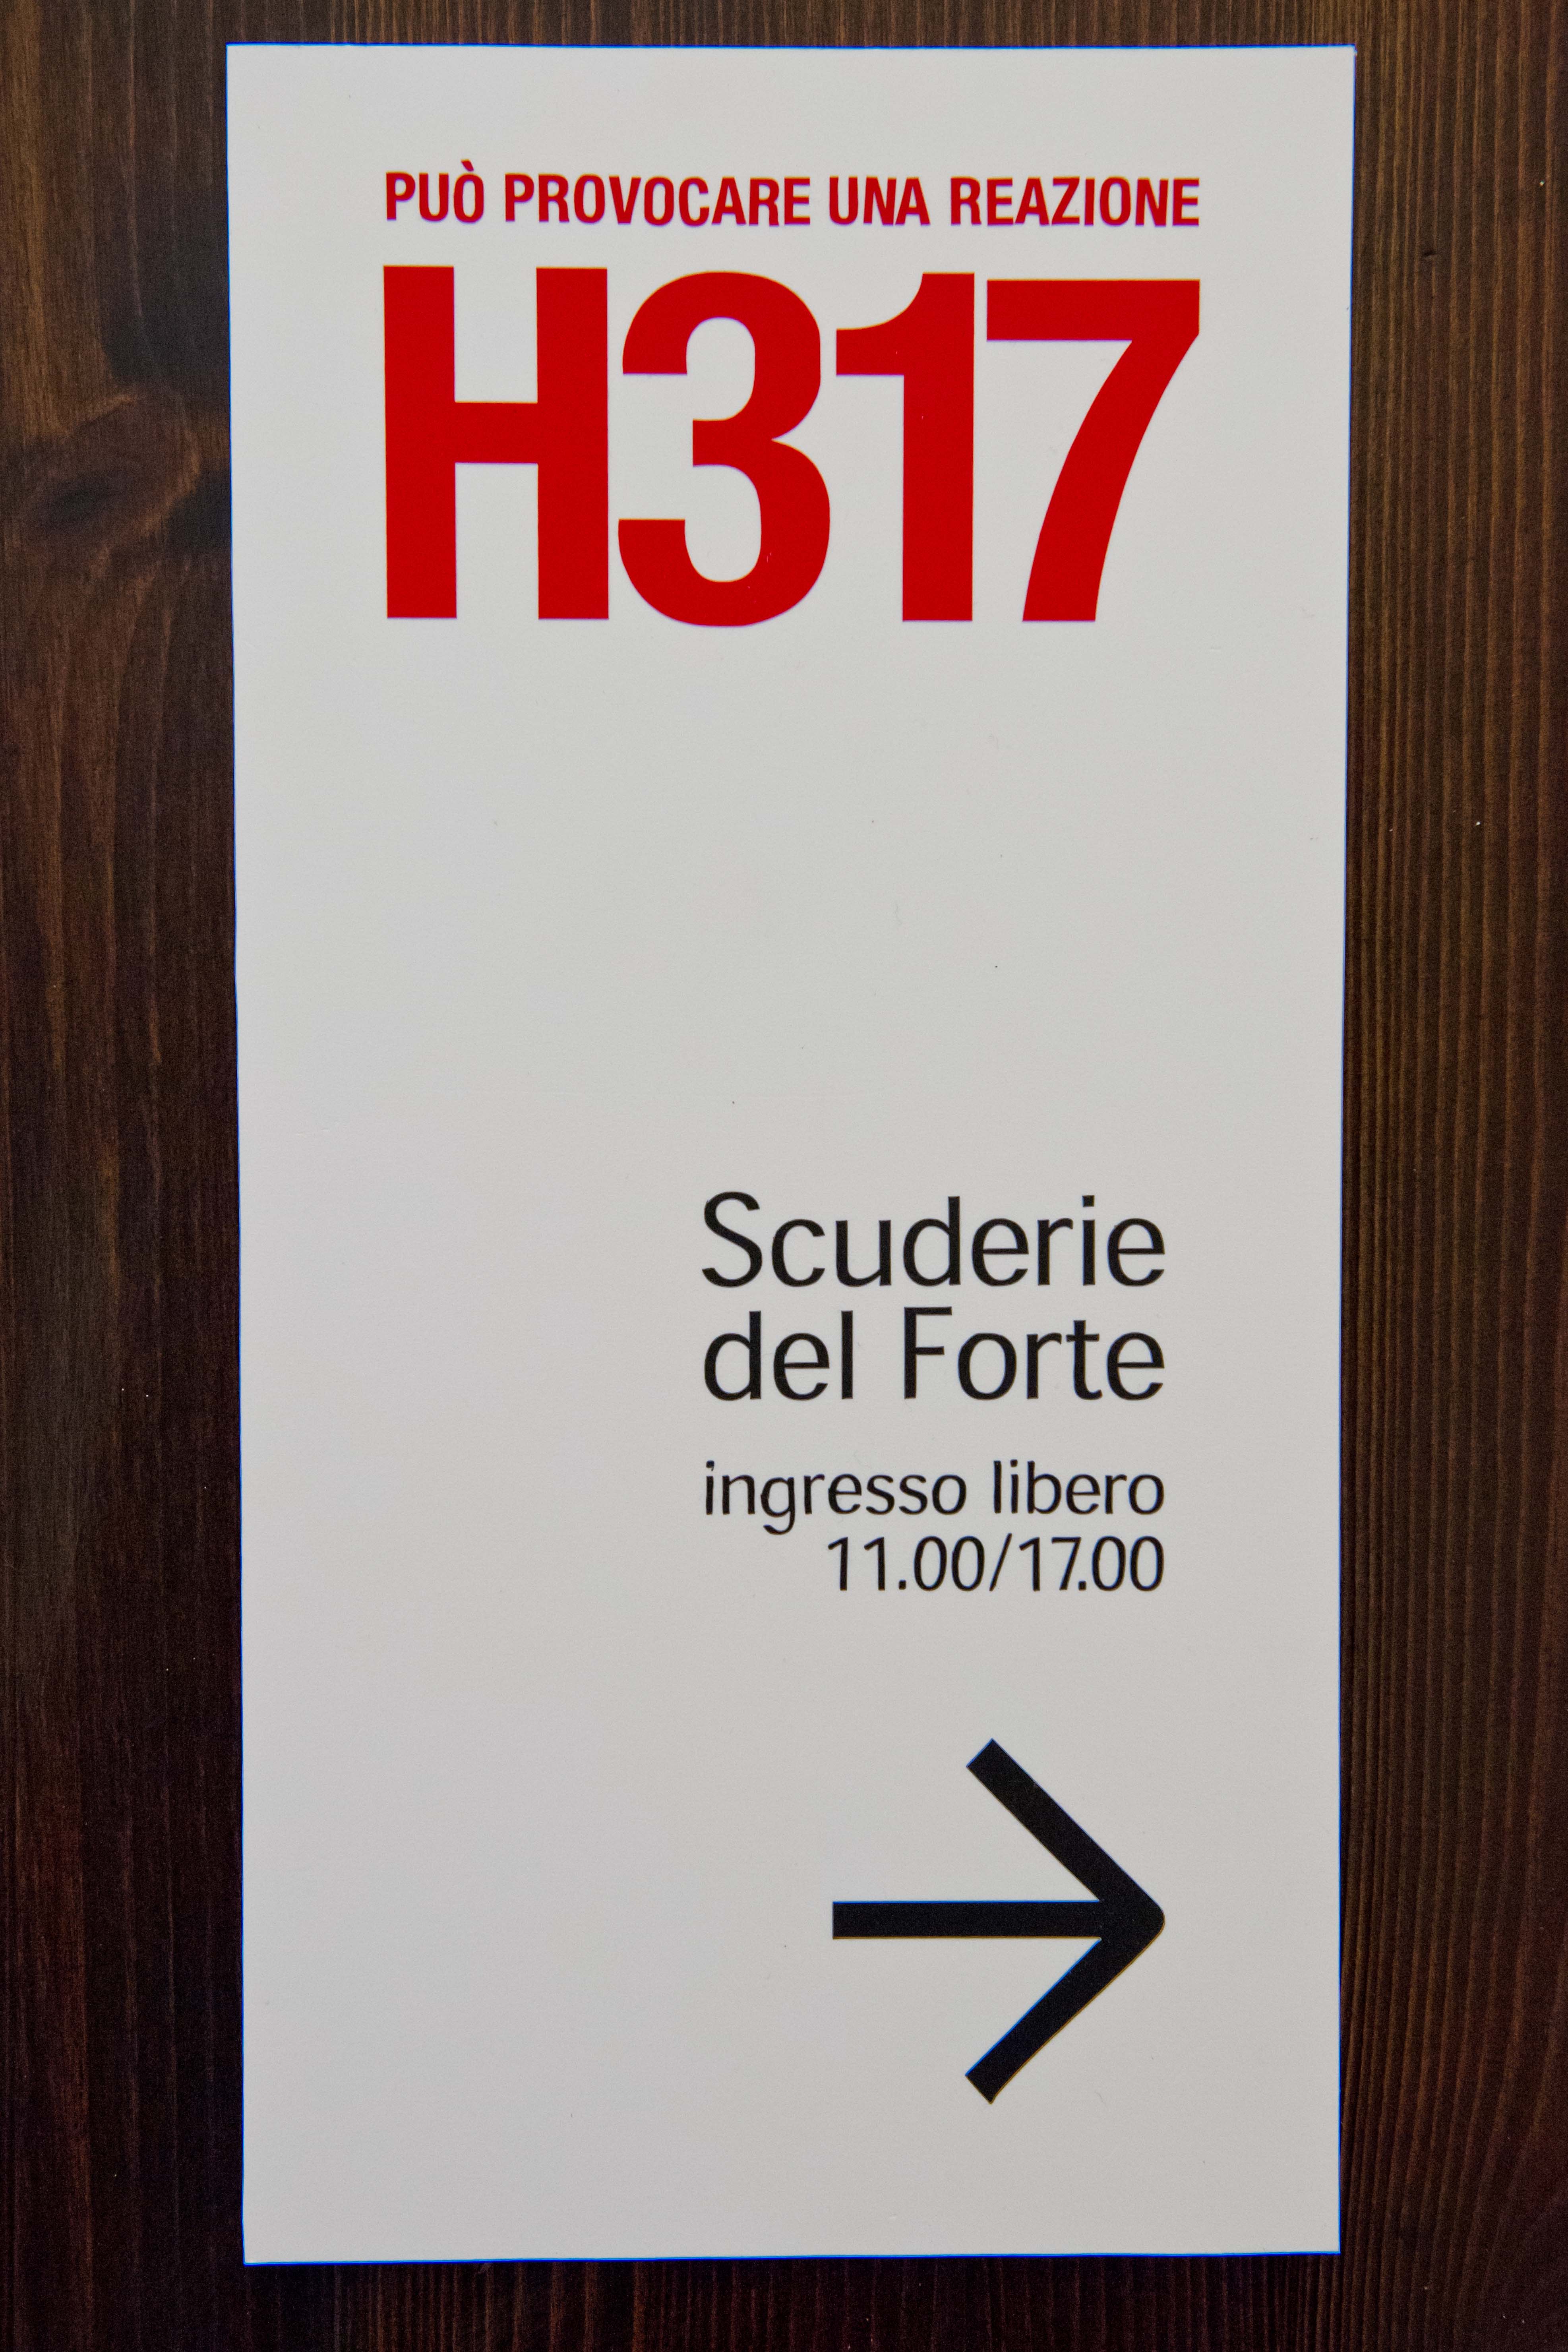 PUÒ PROVOCARE UNA REAZIONE
H317
Scuderie
del Forte
ingresso libero
11.00/17.00